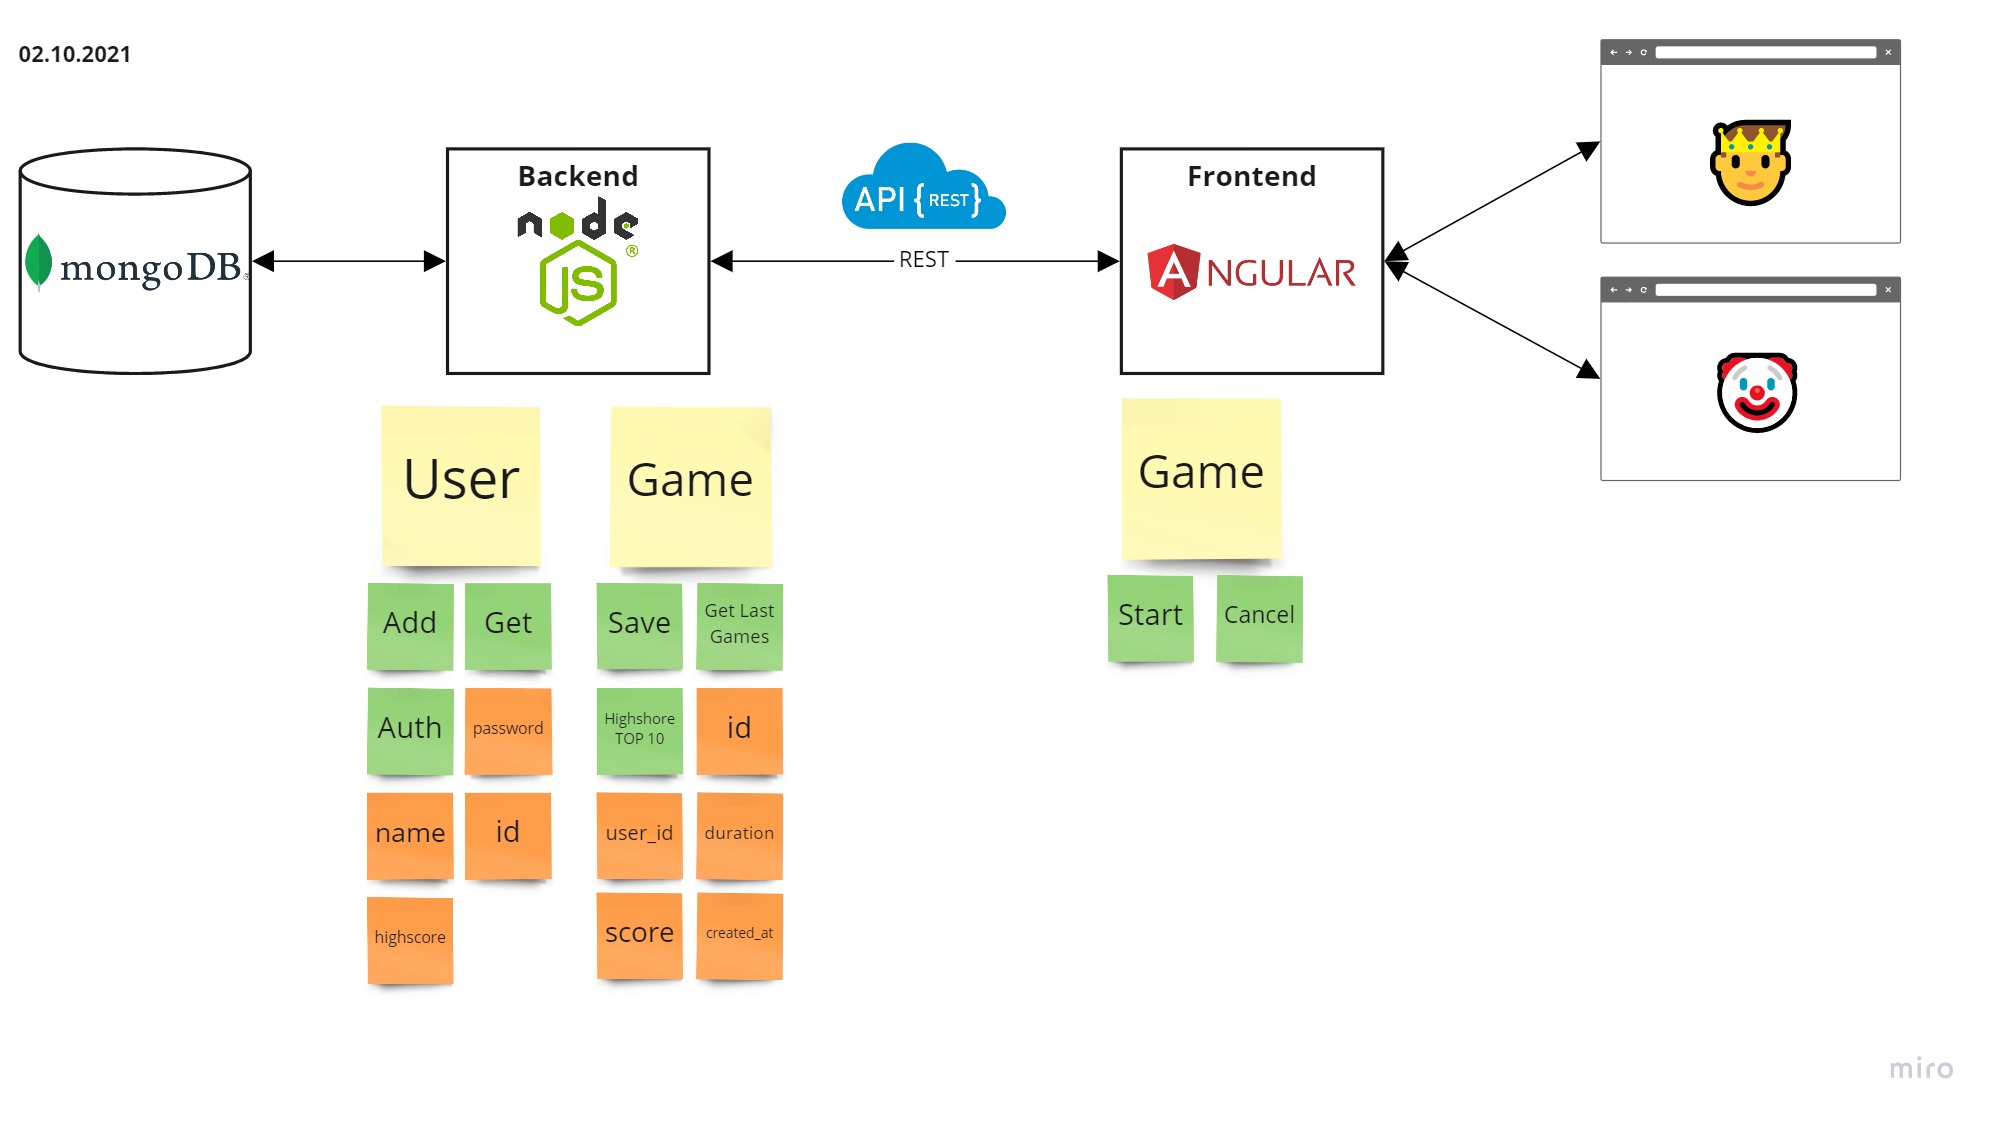 02.10.2021
mongoDB
Backend
node
JS
®
API { REST }
REST
Frontend
ANGULAR
User
Game
Game
Add
Get
Save
Get Last
Games
Start
Cancel
Auth
password
Highshore
TOP 10
id
name
id
user_id
duration
highscore
score
created_at
miro